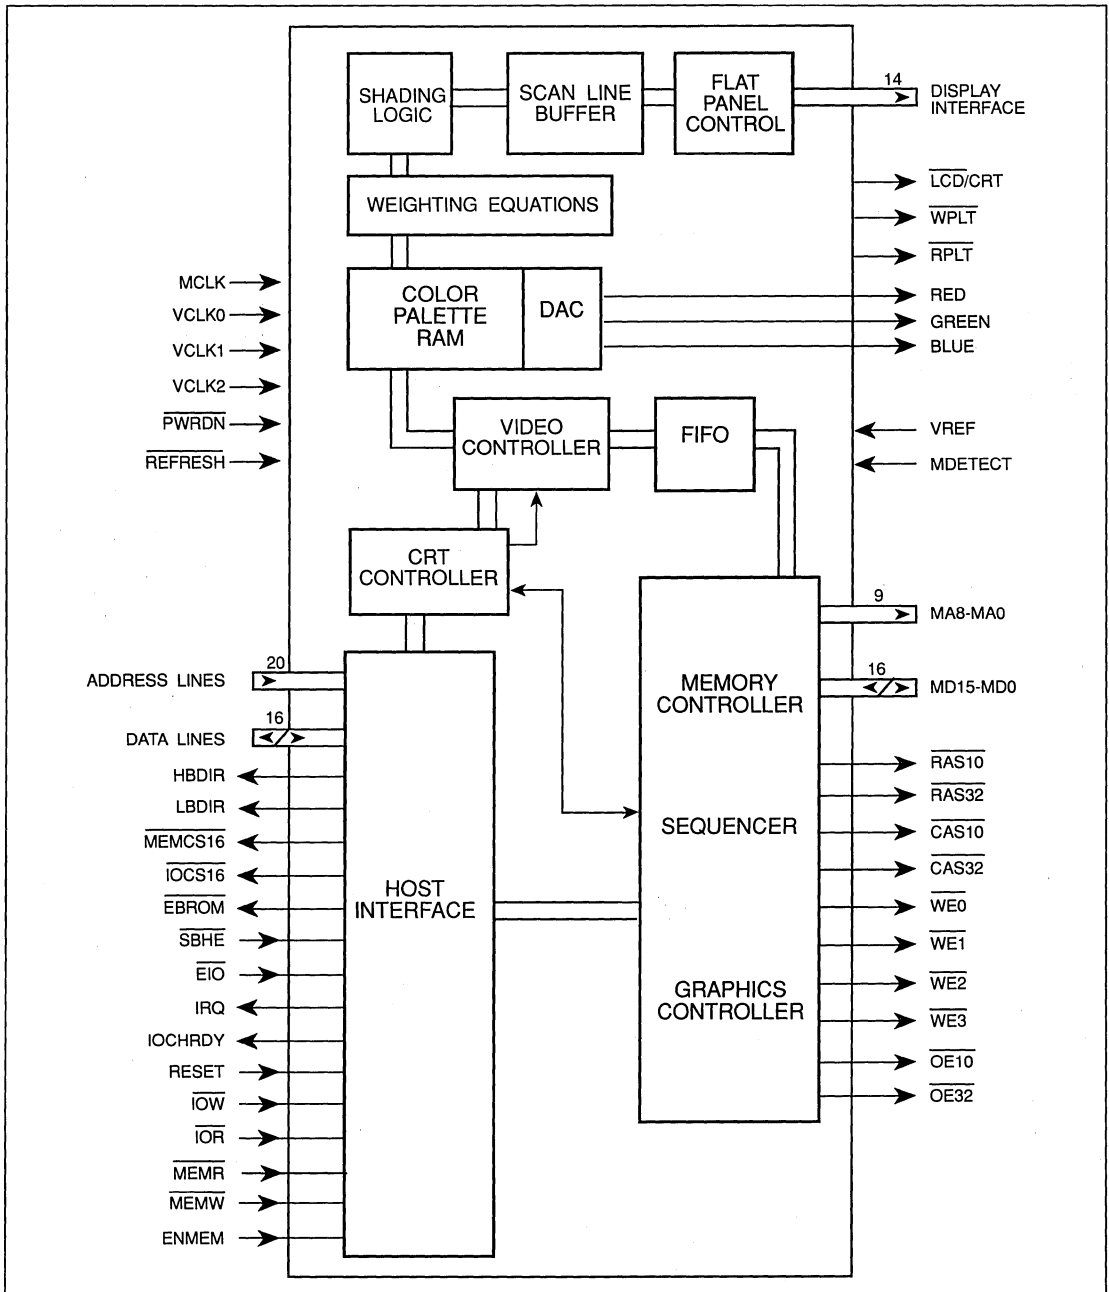 SHADING
LOGIC
SCAN LINE
BUFFER
FLAT
PANEL
CONTROL
14
DISPLAY
INTERFACE
LCD/CRT
WPLT
RPLT
WEIGHTING EQUATIONS
COLOR
PALETTE
RAM
DAC
RED
GREEN
BLUE
MCLK
VCLK0
VCLK1
VCLK2
PWRDN
REFRESH
VIDEO
CONTROLLER
FIFO
VREF
MDETECT
CRT
CONTROLLER
9
MA8-MA0
16
MD15-MD0
20
ADDRESS LINES
16
DATA LINES
HBDIR
LBDIR
MEMCS16
IOCS16
EBROM
SBHE
EIO
IRQ
IOCHRDY
RESET
IOW
IOR
MEMR
MEMW
ENMEM
HOST
INTERFACE
MEMORY
CONTROLLER
SEQUENCER
GRAPHICS
CONTROLLER
RAS10
RAS32
CAS10
CAS32
WE0
WE1
WE2
WE3
OE10
OE32